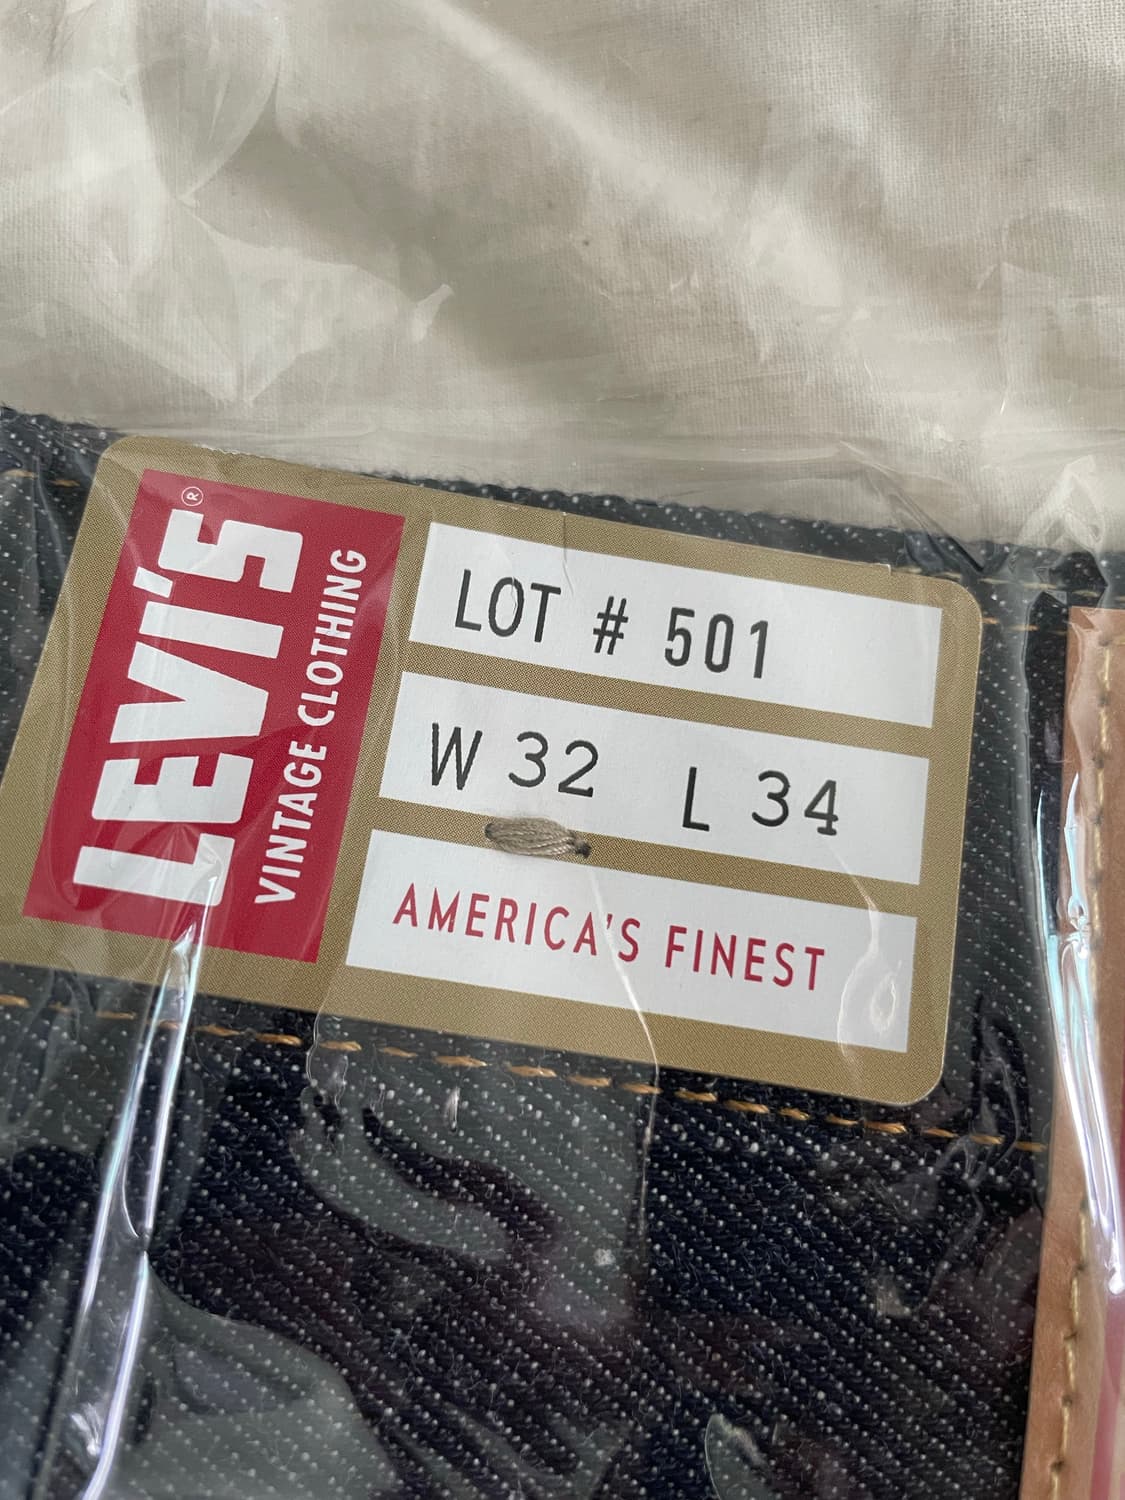 LEVI'S®
VINTAGE CLOTHING
LOT # 501
W 32 L 34
AMERICA'S FINEST